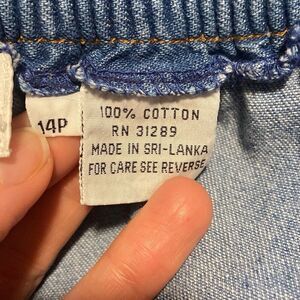 14P
100% COTTON
RN 31289
MADE IN SRI-LANKA
FOR CARE SEE REVERSE